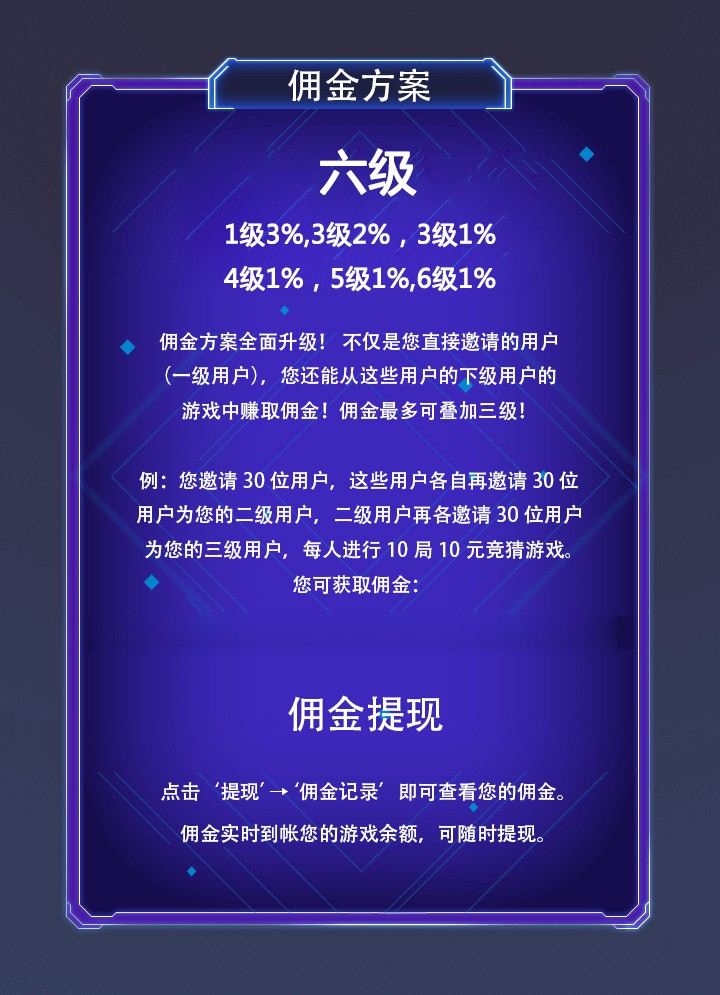 佣金方案
六级
1级3%,3级2%，3级1%
4级1%，5级1%,6级1%
佣金方案全面升级！ 不仅是您直接邀请的用户
（一级用户），您还能从这些用户的下级用户的
游戏中赚取佣金！佣金最多可叠加三级！
例：您邀请 30 位用户，这些用户各自再邀请 30 位
用户为您的二级用户，二级用户再各邀请 30 位用户
为您的三级用户，每人进行 10 局 10 元竞猜游戏。
您可获取佣金：
佣金提现
点击‘提现’→‘佣金记录’ 即可查看您的佣金。
佣金实时到帐您的游戏余额，可随时提现。